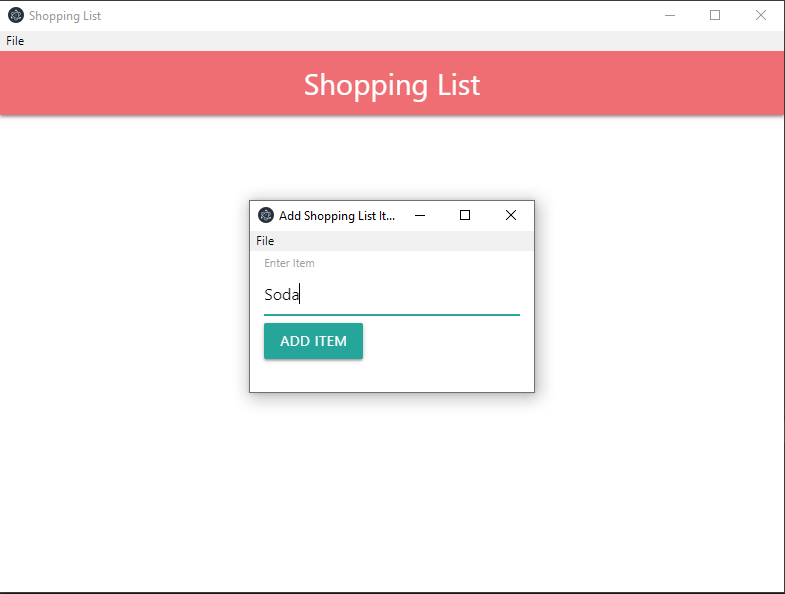 Shopping List
File
Shopping List
Add Shopping List It...
File
Enter Item
Soda
ADD ITEM